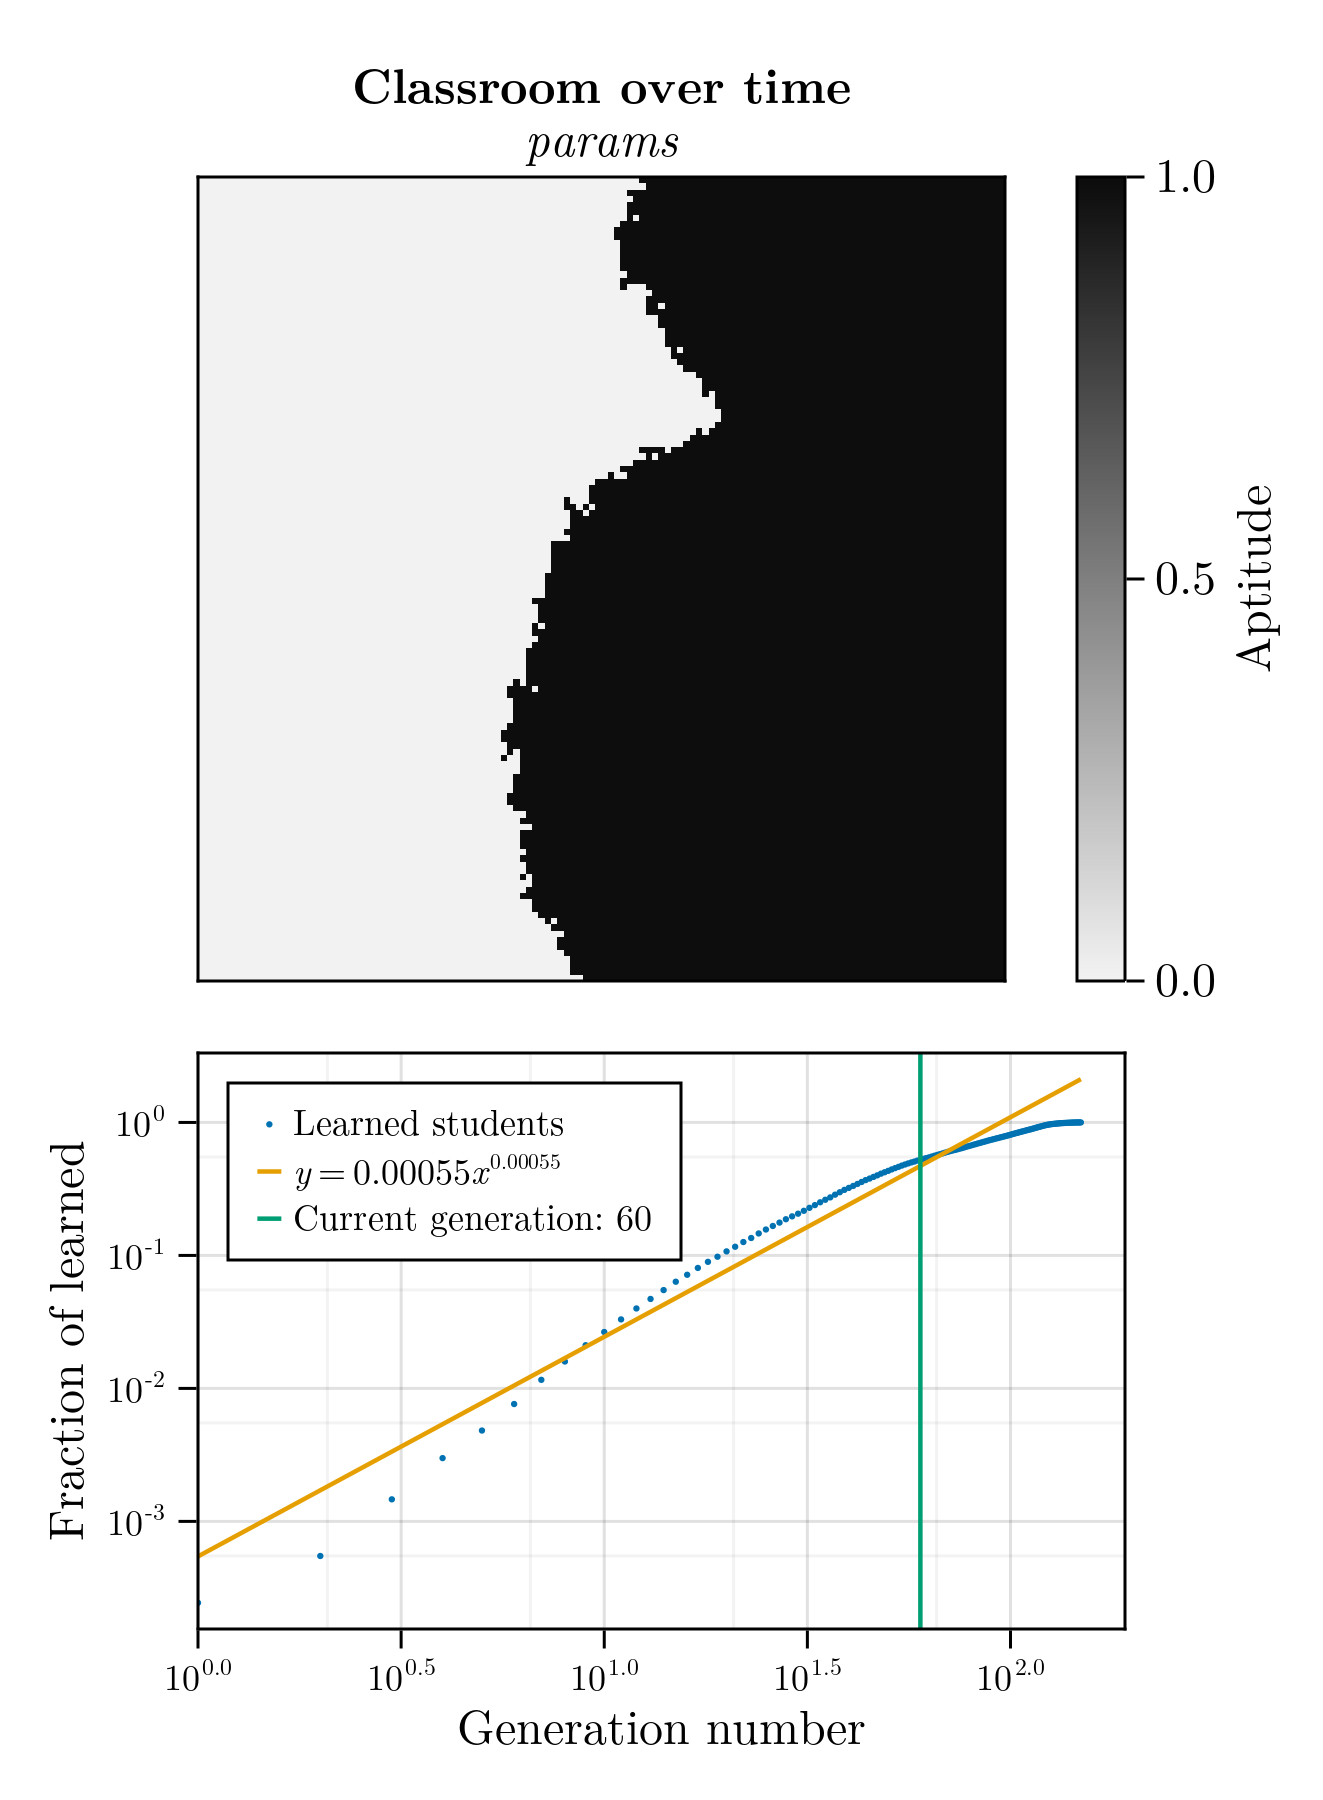 Classroom over time
params
1.0
0.5
0.0
Aptitude
Learned students
y = 0.00055x^{0.00055}
Current generation: 60
10^{0}
10^{-1}
10^{-2}
10^{-3}
Fraction of learned
10^{0.0} 10^{0.5} 10^{1.0} 10^{1.5} 10^{2.0}
Generation number